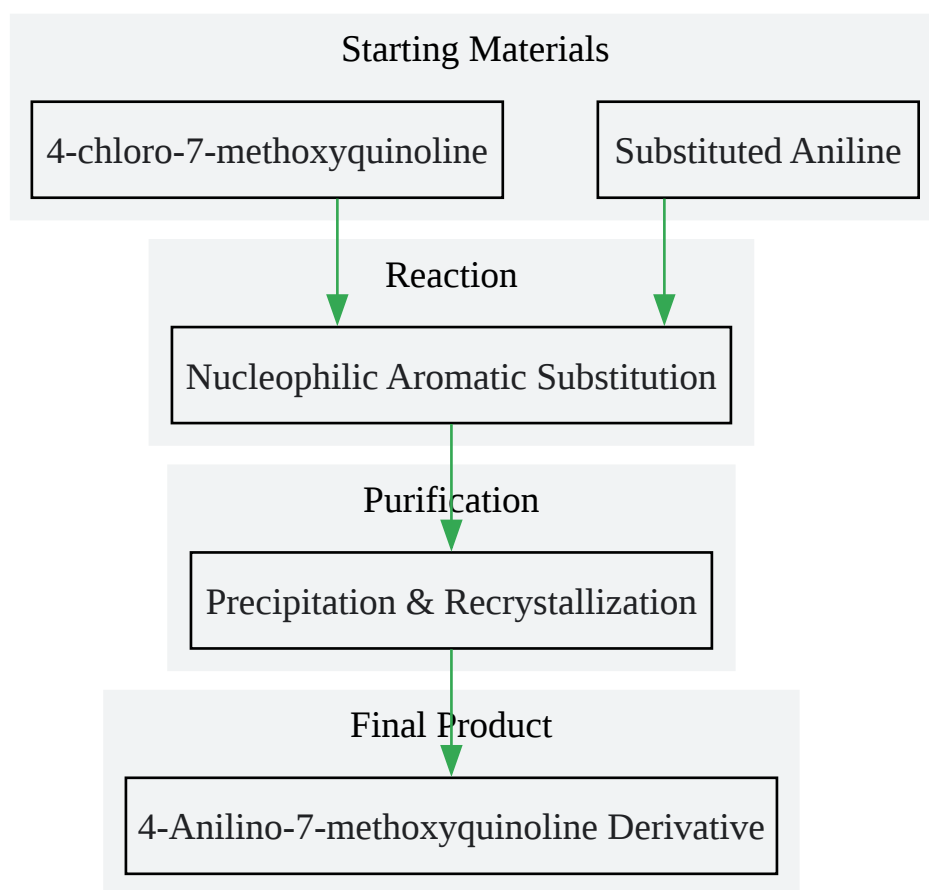 Starting Materials
4-chloro-7-methoxyquinoline
Substituted Aniline
Reaction
Nucleophilic Aromatic Substitution
Purification
Precipitation & Recrystallization
Final Product
4-Anilino-7-methoxyquinoline Derivative